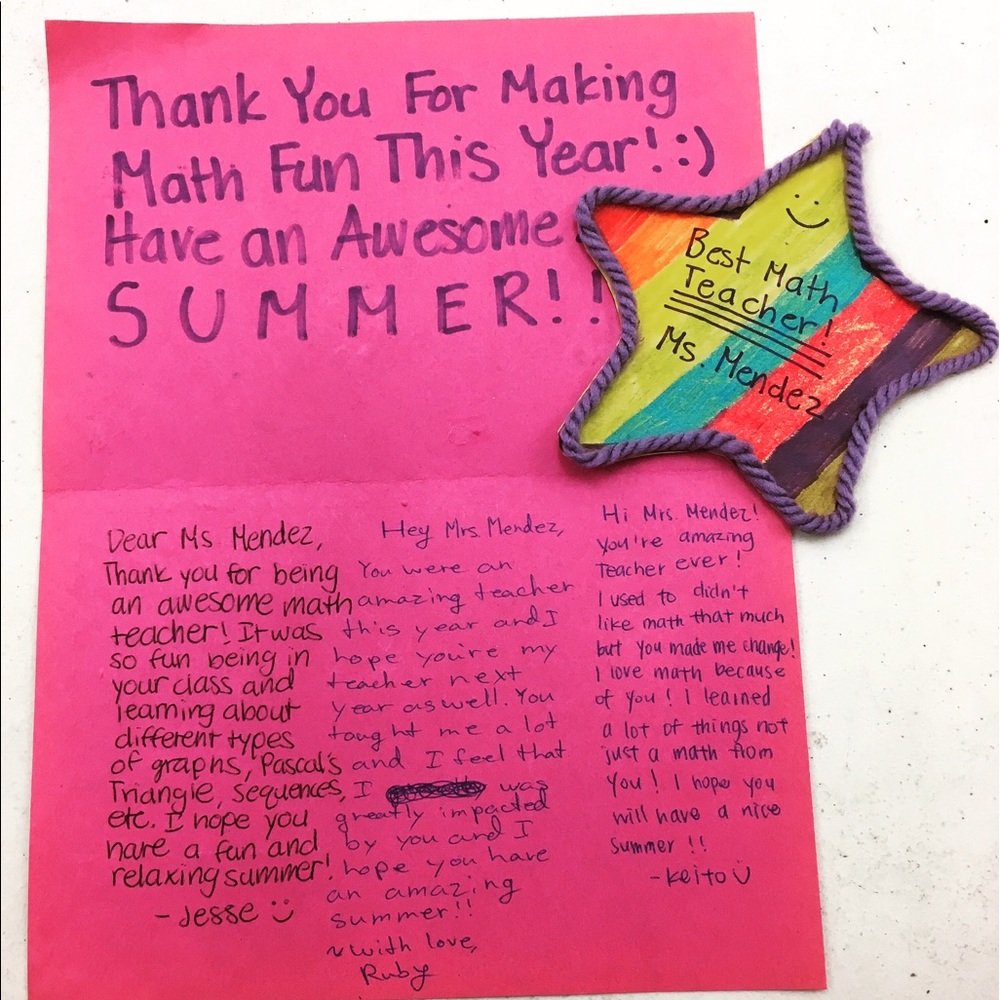 Thank You For Making
Math Fun This Year! :)
Have an Awesome
SUMMER!!
Best Math
Teacher!
Ms. Mendez
Dear Ms Mendez,
Thank you for being
an awesome math
teacher! It was
so fun being in
your class and
learning about
different types
of graphs, Pascal's
Triangle, sequences,
etc. I hope you
have a fun and
relaxing summer!
- Jesse
Hey Mrs. Mendez,
You were an
amazing teacher
this year and I
hope you're my
teacher next
year as well. You
taught me a lot
and I feel that
I was
greatly impacted
by you and I
hope you have
an amazing
summer!!
~with love,
Ruby
Hi Mrs. Mendez!
You're amazing
Teacher ever!
I used to didn't
like math that much
but you made me change!
I love math because
of you! I learned
a lot of things not
just a math from
You! I hope you
will have a nice
summer!!
- Keito